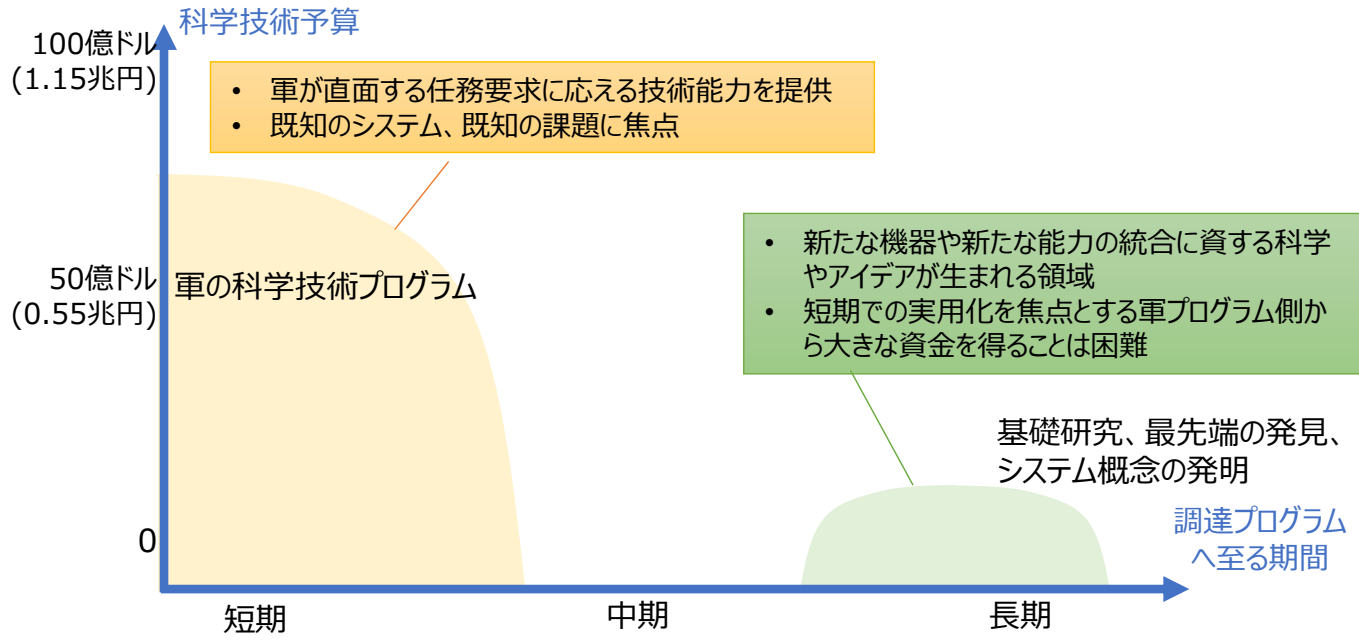 科学技術予算
100億ドル
(1.15兆円)
• 軍が直面する任務要求に応える技術能力を提供
• 既知のシステム、既知の課題に焦点
50億ドル
(0.55兆円)
軍の科学技術プログラム
• 新たな機器や新たな能力の統合に資する科学
やアイデアが生まれる領域
• 短期での実用化を焦点とする軍プログラム側か
ら大きな資金を得ることは困難
基礎研究、最先端の発見、
システム概念の発明
0
調達プログラム
へ至る期間
短期
中期
長期